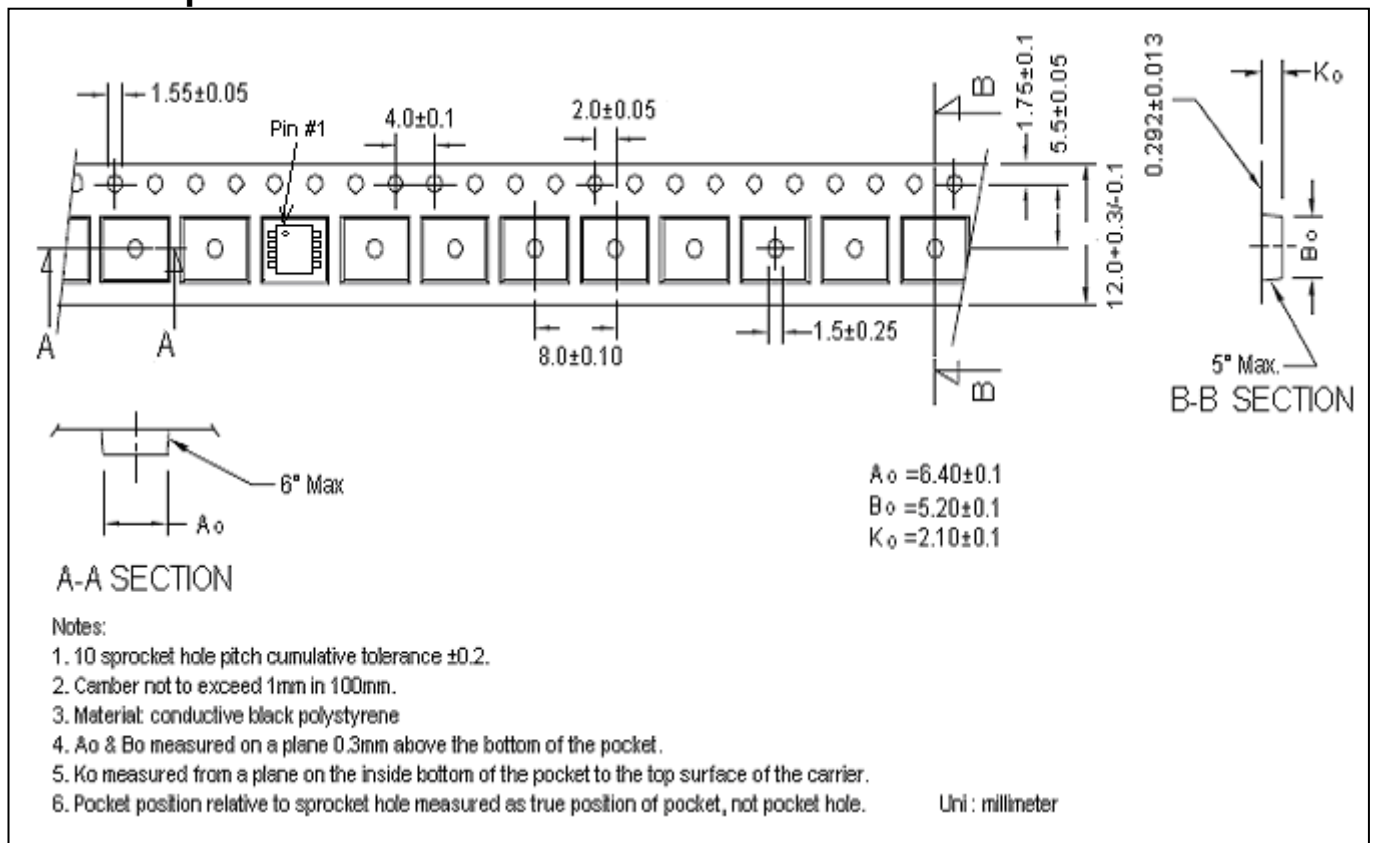 1.55±0.05
Pin #1
4.0±0.1
2.0±0.05
B
1.75±0.1
5.5±0.05
12.0+0.3/-0.1
0.292±0.013
Ko
Bo
5° Max.
B-B SECTION
A
A
8.0±0.10
1.5±0.25
B
6° Max
Ao
A-A SECTION
Ao =6.40±0.1
Bo =5.20±0.1
Ko =2.10±0.1
Notes:
1. 10 sprocket hole pitch cumulative tolerance ±0.2.
2. Camber not to exceed 1mm in 100mm.
3. Material: conductive black polystyrene
4. Ao & Bo measured on a plane 0.3mm above the bottom of the pocket.
5. Ko measured from a plane on the inside bottom of the pocket to the top surface of the carrier.
6. Pocket position relative to sprocket hole measured as true position of pocket, not pocket hole.
Uni : millimeter